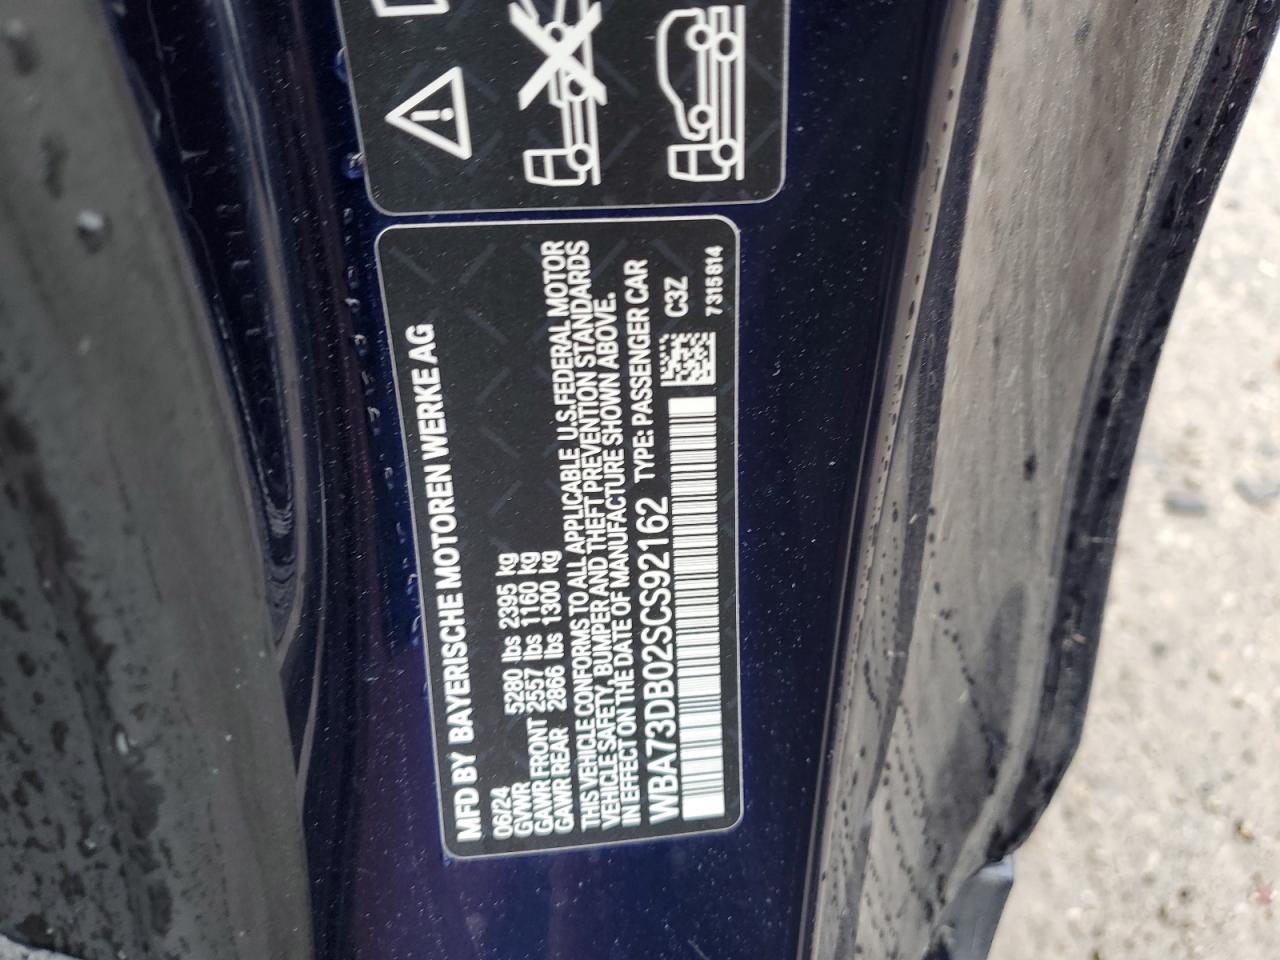 MFD BY BAYERISCHE MOTOREN WERKE AG
06/24
GVWR 5280 lbs 2395 kg
GAWR FRONT 2557 lbs 1160 kg
GAWR REAR 2866 lbs 1300 kg
THIS VEHICLE CONFORMS TO ALL APPLICABLE U.S.FEDERAL MOTOR
VEHICLE SAFETY, BUMPER AND THEFT PREVENTION STANDARDS
IN EFFECT ON THE DATE OF MANUFACTURE SHOWN ABOVE.
WBA73DB02SCS92162 TYPE: PASSENGER CAR
C3Z
7315814